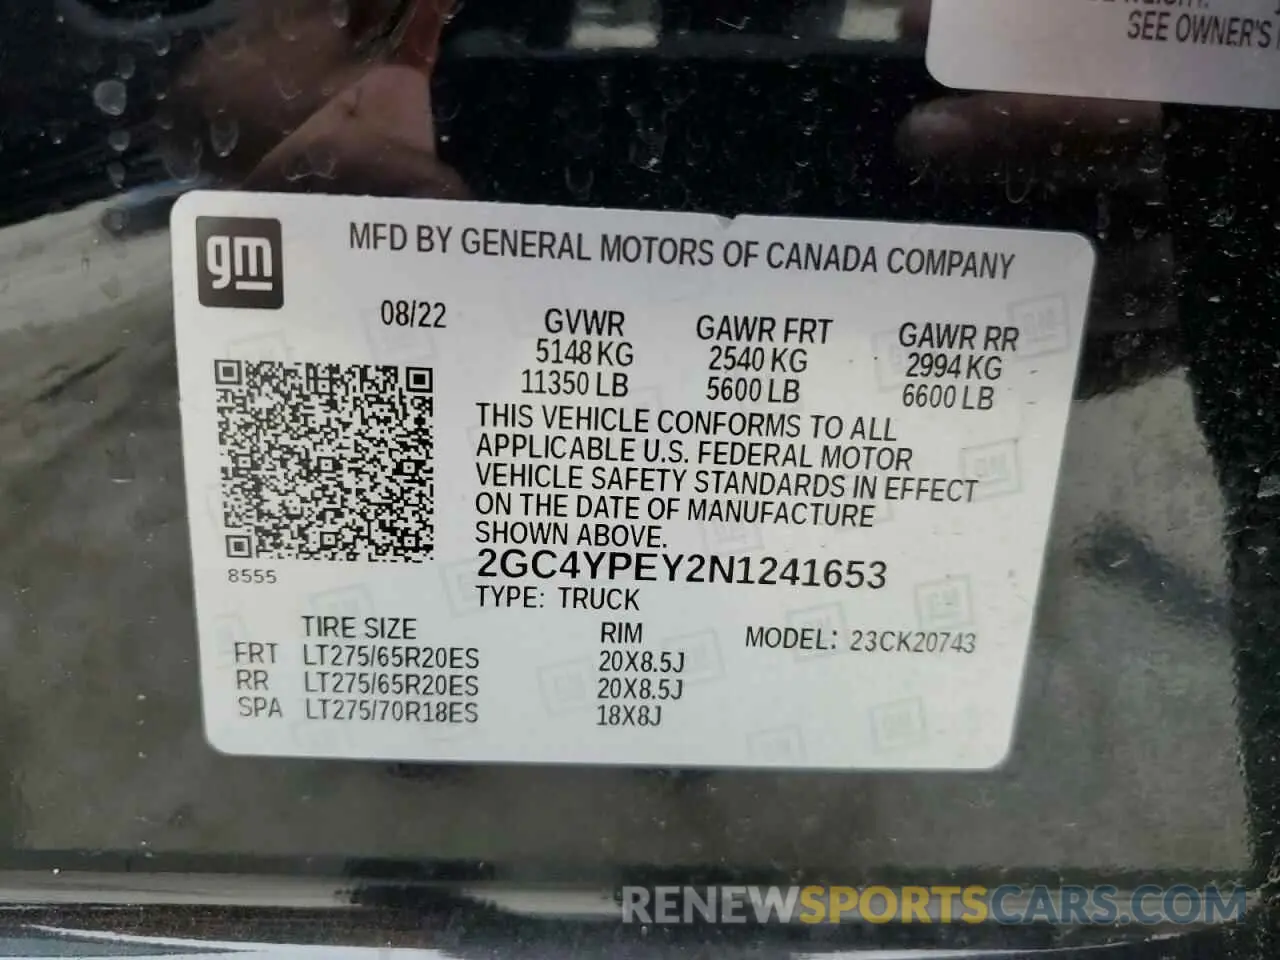 SEE OWNER'S
gm
MFD BY GENERAL MOTORS OF CANADA COMPANY
08/22
GVWR GAWR FRT GAWR RR
5148 KG 2540 KG 2994 KG
11350 LB 5600 LB 6600 LB
THIS VEHICLE CONFORMS TO ALL
APPLICABLE U.S. FEDERAL MOTOR
VEHICLE SAFETY STANDARDS IN EFFECT
ON THE DATE OF MANUFACTURE
SHOWN ABOVE.
8555
2GC4YPEY2N1241653
TYPE: TRUCK
TIRE SIZE RIM MODEL: 23CK20743
FRT LT275/65R20ES 20X8.5J
RR LT275/65R20ES 20X8.5J
SPA LT275/70R18ES 18X8J
RENEWSPORTSCARS.COM